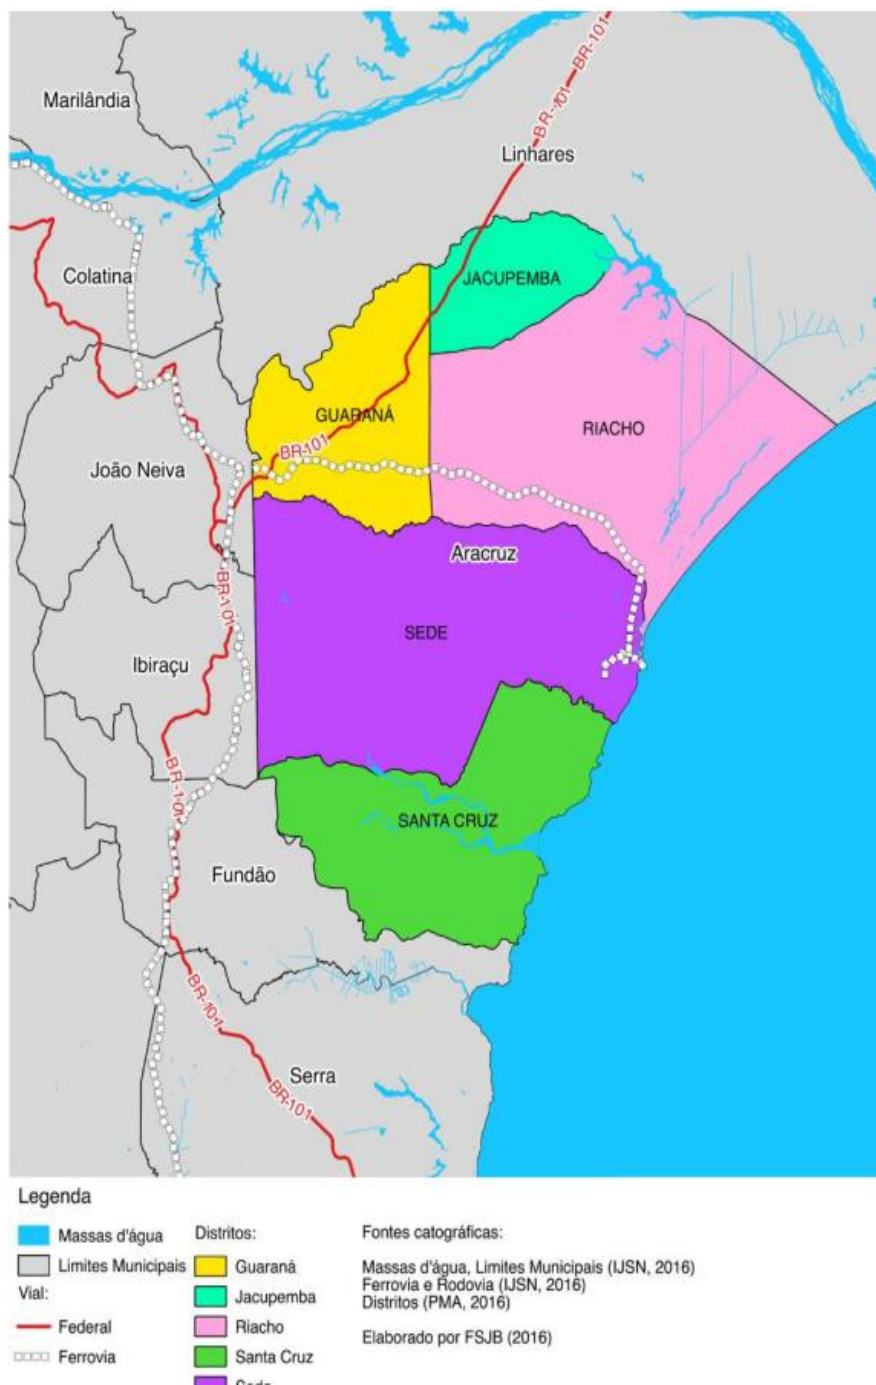 BR-101
Marilândia
BR-101
Linhares
Colatina
JACUPEMBA
GUARANÁ
RIACHO
BR-101
João Neiva
Aracruz
BR-101
SEDE
Ibiraçu
BR-101
SANTA CRUZ
Fundão
BR-101
Serra
BR-101
Legenda
Massas d'água
Limites Municipais
Vial:
Federal
Ferrovia
Distritos:
Guaraná
Jacupemba
Riacho
Santa Cruz
Sede
Fontes catográficas:
Massas d'água, Limites Municipais (IJSN, 2016)
Ferrovia e Rodovia (IJSN, 2016)
Distritos (PMA, 2016)
Elaborado por FSJB (2016)